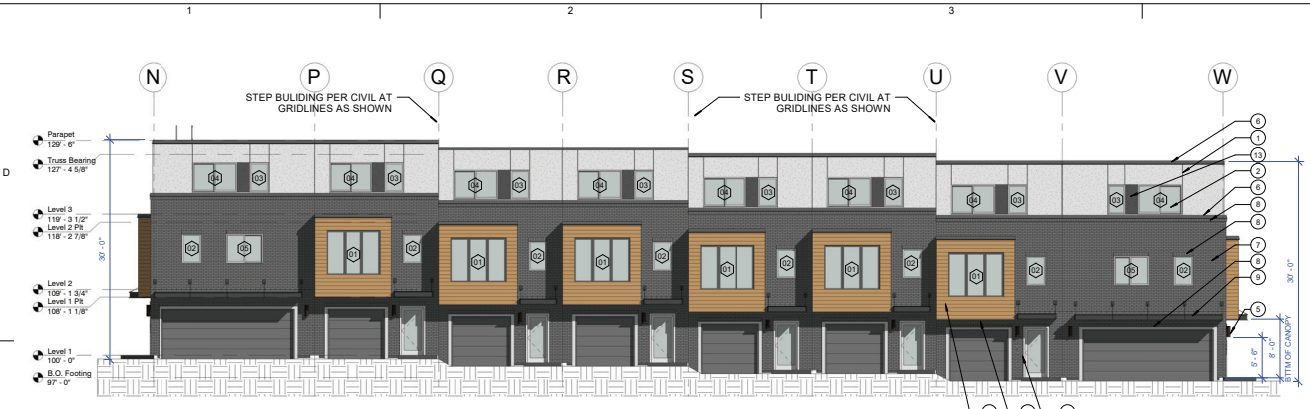 1 2 3
N P Q R S T U V W
STEP BULIDING PER CIVIL AT
GRIDLINES AS SHOWN
STEP BULIDING PER CIVIL AT
GRIDLINES AS SHOWN
D
Parapet
129' - 6"
Truss Bearing
127' - 4 5/8"
Level 3
119' - 3 1/2"
Level 2 Plt
118' - 2 7/8"
Level 2
109' - 1 3/4"
Level 1 Plt
108' - 1 1/8"
Level 1
100' - 0"
B.O. Footing
97' - 0"
30' - 0"
04 03 04 03 04 03 04 03 04 03 04 03 04 03 03 04
02 05 01 02 01 02 01 02 01 02 01 02 01 02 05 02
6
1
13
2
6
8
8
7
8
9
5
30' - 0"
5' - 6"
8' - 0"
BTTM OF CANOPY